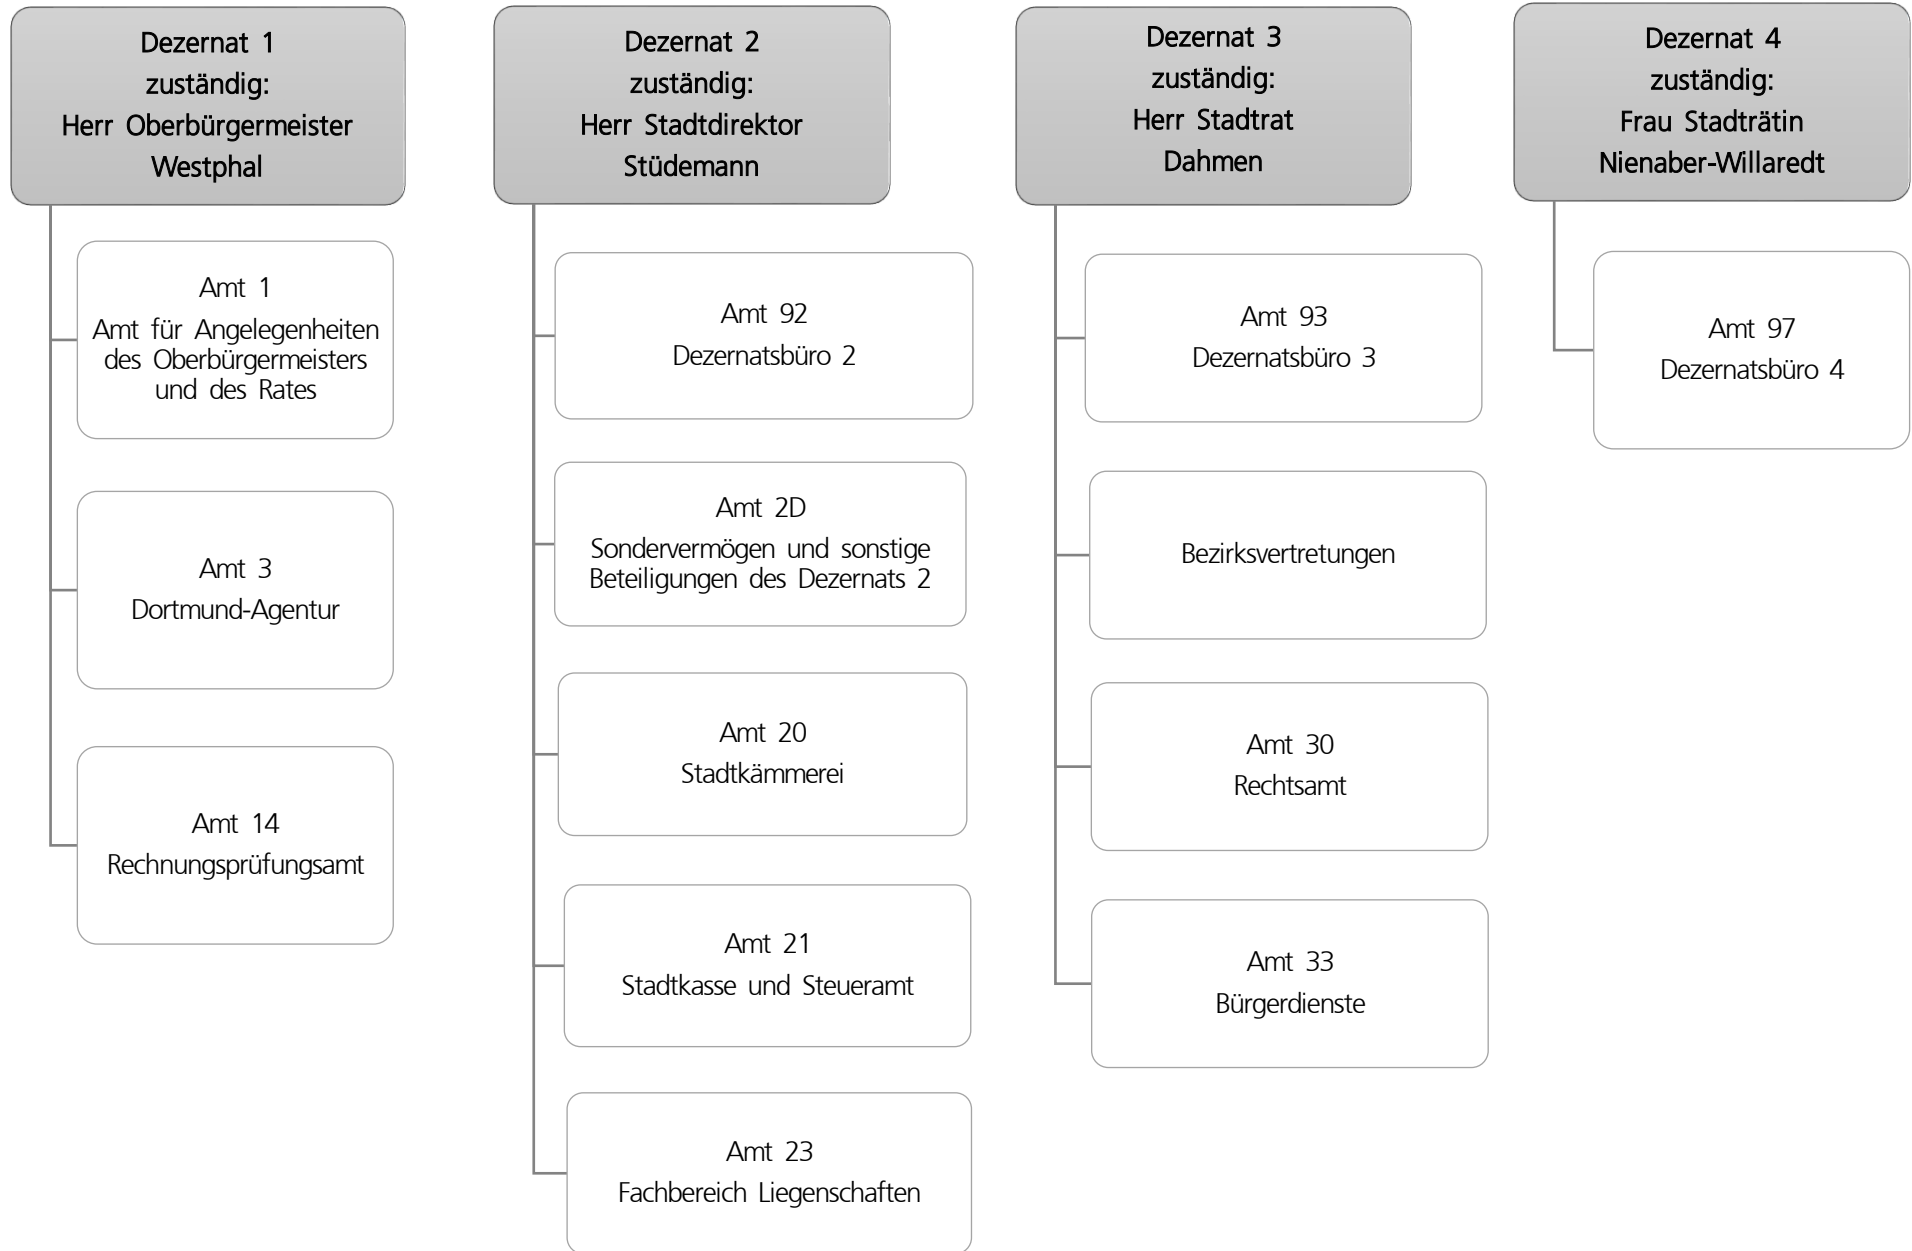 Dezernat 1
zuständig:
Herr Oberbürgermeister
Westphal
Amt 1
Amt für Angelegenheiten
des Oberbürgermeisters
und des Rates
Amt 3
Dortmund-Agentur
Amt 14
Rechnungsprüfungsamt
Dezernat 2
zuständig:
Herr Stadtdirektor
Stüdemann
Amt 92
Dezernatsbüro 2
Amt 2D
Sondervermögen und sonstige
Beteiligungen des Dezernats 2
Amt 20
Stadtkämmerei
Amt 21
Stadtkasse und Steueramt
Amt 23
Fachbereich Liegenschaften
Dezernat 3
zuständig:
Herr Stadtrat
Dahmen
Amt 93
Dezernatsbüro 3
Bezirksvertretungen
Amt 30
Rechtsamt
Amt 33
Bürgerdienste
Dezernat 4
zuständig:
Frau Stadträtin
Nienaber-Willaredt
Amt 97
Dezernatsbüro 4